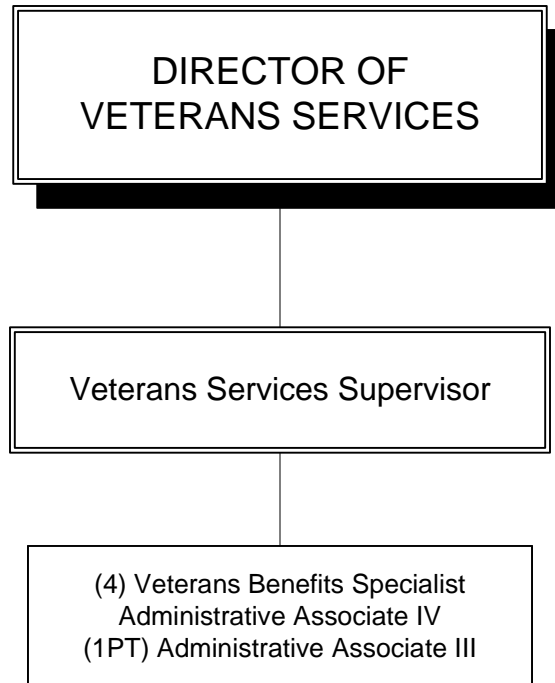 DIRECTOR OF
VETERANS SERVICES
Veterans Services Supervisor
(4) Veterans Benefits Specialist
Administrative Associate IV
(1PT) Administrative Associate III